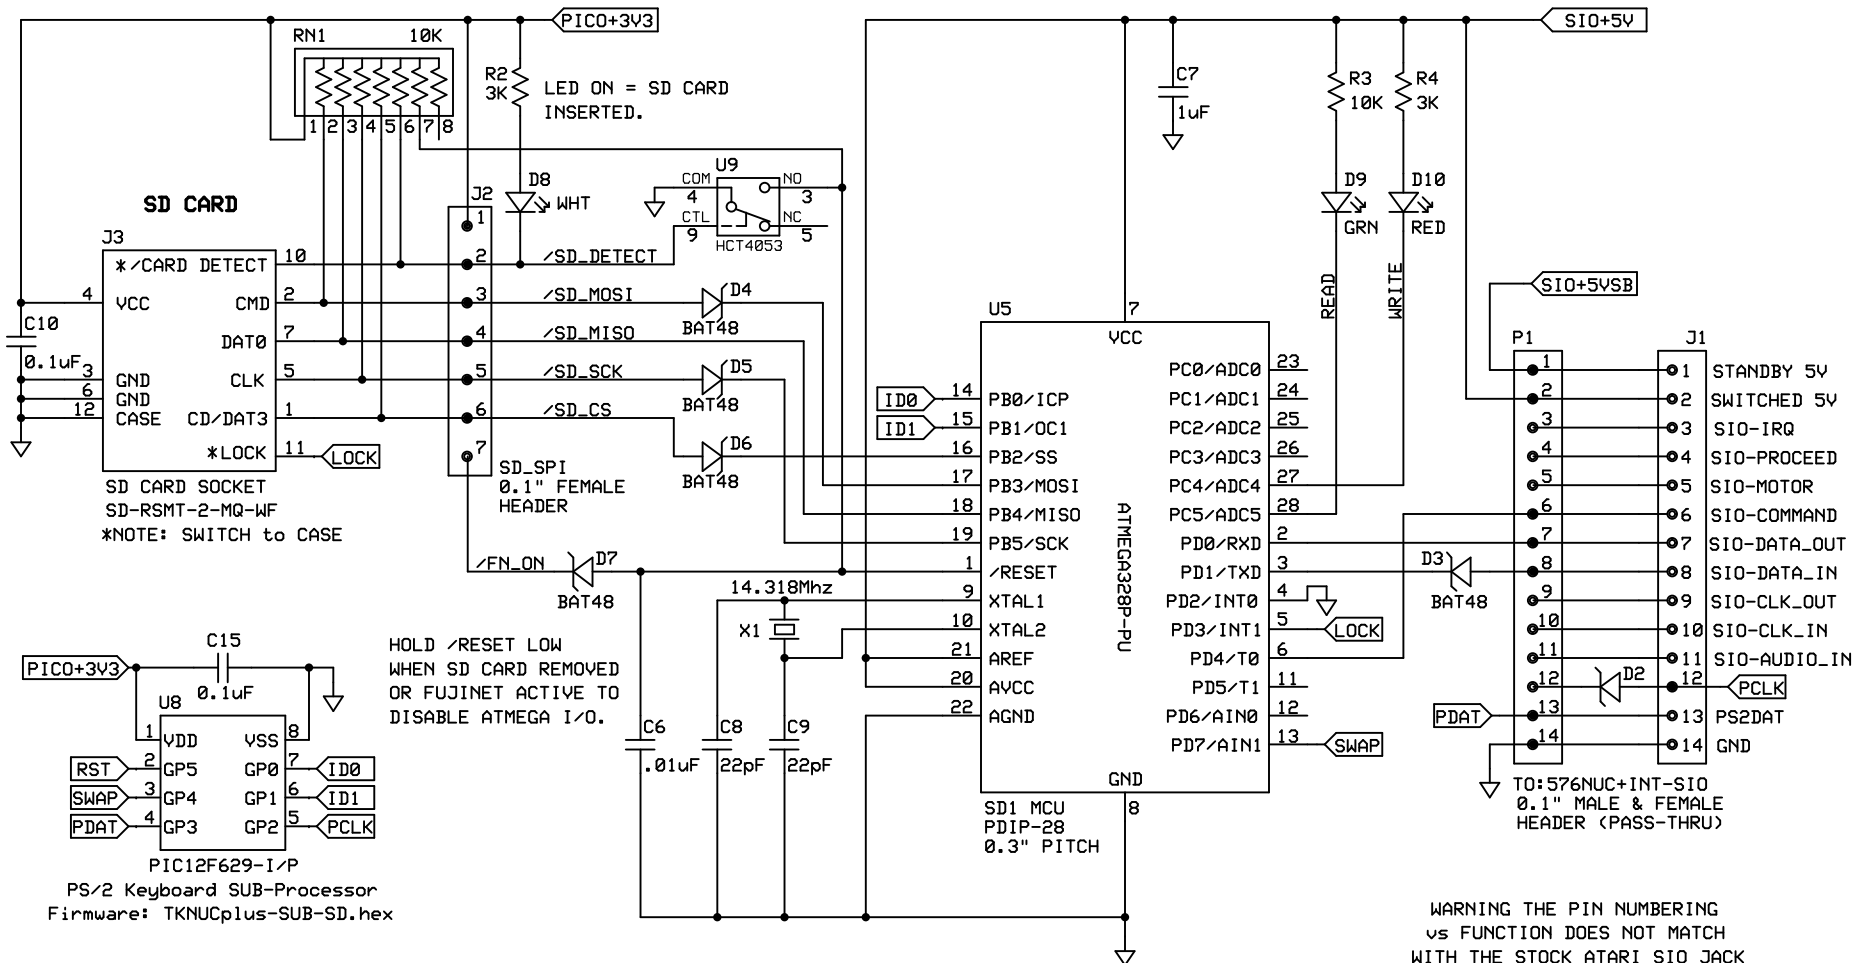 PICO+3V3
SIO+5V
RN1 10K
1 2 3 4 5 6 7 8
R2
3K
LED ON = SD CARD
INSERTED.
C7
1uF
R3
10K
R4
3K
U9
COM
4
NO
3
CTL
9
NC
5
HCT4053
D8
WHT
D9
GRN
D10
RED
READ
WRITE
SD CARD
J3
*/CARD DETECT 10
4 VCC
CMD 2
DAT0 7
3 GND
CLK 5
6 GND
12 CASE
CD/DAT3 1
*LOCK 11
LOCK
SD CARD SOCKET
SD-RSMT-2-MQ-WF
*NOTE: SWITCH to CASE
C10
0.1uF
J2
1
2
3
4
5
6
7
/SD_DETECT
/SD_MOSI
/SD_MISO
/SD_SCK
/SD_CS
D4
BAT48
D5
BAT48
D6
BAT48
SD_SPI
0.1" FEMALE
HEADER
/FN_ON
D7
BAT48
14.318Mhz
X1
HOLD /RESET LOW
WHEN SD CARD REMOVED
OR FUJINET ACTIVE TO
DISABLE ATMEGA I/O.
C6
.01uF
C8
22pF
C9
22pF
U5
7
VCC
ID0
14 PB0/ICP
ID1
15 PB1/OC1
16 PB2/SS
17 PB3/MOSI
18 PB4/MISO
19 PB5/SCK
1 /RESET
9 XTAL1
10 XTAL2
21 AREF
20 AVCC
22 AGND
ATMEGA328P-PU
PC0/ADC0 23
PC1/ADC1 24
PC2/ADC2 25
PC3/ADC3 26
PC4/ADC4 27
PC5/ADC5 28
PD0/RXD 2
PD1/TXD 3
PD2/INT0 4
PD3/INT1 5
LOCK
PD4/T0 6
PD5/T1 11
PD6/AIN0 12
PD7/AIN1 13
SWAP
GND
8
SD1 MCU
PDIP-28
0.3" PITCH
D3
BAT48
SIO+5VSB
P1
1
2
3
4
5
6
7
8
9
10
11
12
13
14
PDAT
D2
J1
1 STANDBY 5V
2 SWITCHED 5V
3 SIO-IRQ
4 SIO-PROCEED
5 SIO-MOTOR
6 SIO-COMMAND
7 SIO-DATA_OUT
8 SIO-DATA_IN
9 SIO-CLK_OUT
10 SIO-CLK_IN
11 SIO-AUDIO_IN
12 PCLK
13 PS2DAT
14 GND
TO:576NUC+INT-SIO
0.1" MALE & FEMALE
HEADER (PASS-THRU)
C15
0.1uF
PICO+3V3
U8
1 VDD
VSS 8
RST
2 GP5
GP0 7
ID0
SWAP
3 GP4
GP1 6
ID1
PDAT
4 GP3
GP2 5
PCLK
PIC12F629-I/P
PS/2 Keyboard SUB-Processor
Firmware: TKNUCplus-SUB-SD.hex
WARNING THE PIN NUMBERING
vs FUNCTION DOES NOT MATCH
WITH THE STOCK ATARI SIO JACK